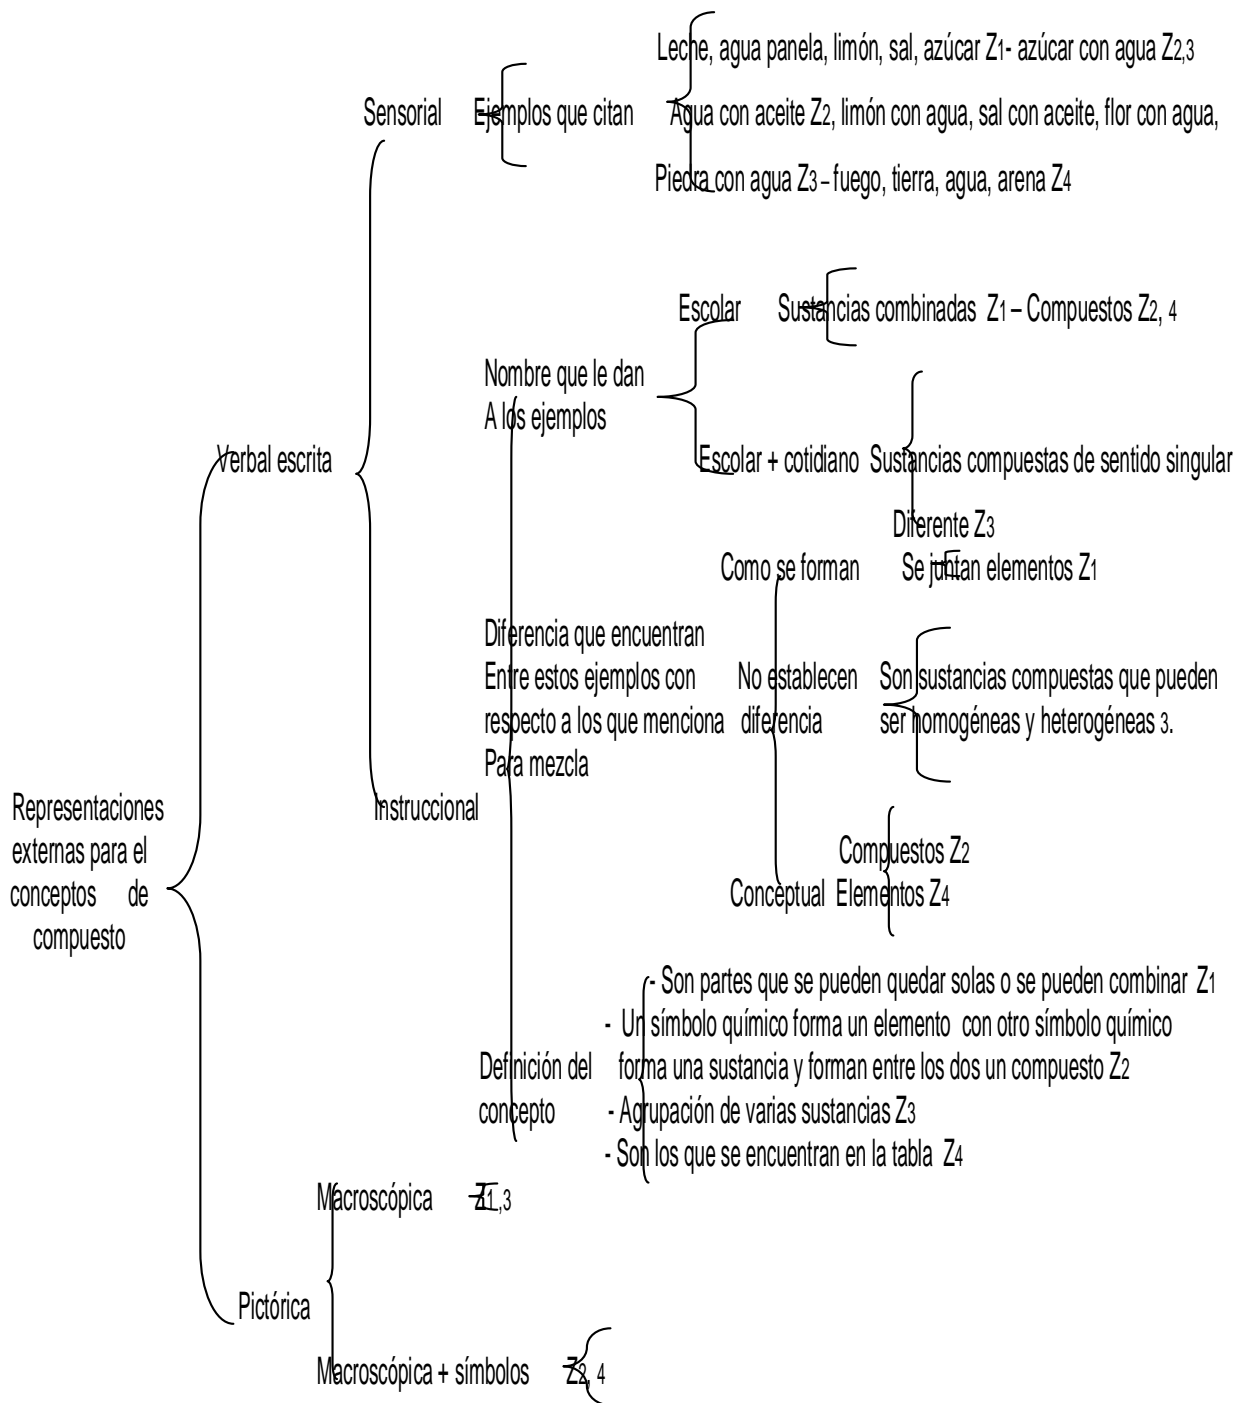 Leche, agua panela, limón, sal, azúcar Z1- azúcar con agua Z2,3
Sensorial Ejemplos que citan Agua con aceite Z2, limón con agua, sal con aceite, flor con agua,
Piedra con agua Z3 – fuego, tierra, agua, arena Z4
Escolar Sustancias combinadas Z1 – Compuestos Z2, 4
Nombre que le dan
A los ejemplos
Verbal escrita Escolar + cotidiano Sustancias compuestas de sentido singular
Diferente Z3
Como se forman Se juntan elementos Z1
Diferencia que encuentran
Entre estos ejemplos con No establecen Son sustancias compuestas que pueden
respecto a los que menciona diferencia ser homogéneas y heterogéneas 3.
Para mezcla
Representaciones Instruccional
externas para el Compuestos Z2
conceptos de Conceptual Elementos Z4
compuesto
- Son partes que se pueden quedar solas o se pueden combinar Z1
- Un símbolo químico forma un elemento con otro símbolo químico
Definición del forma una sustancia y forman entre los dos un compuesto Z2
concepto - Agrupación de varias sustancias Z3
- Son los que se encuentran en la tabla Z4
Macroscópica Z1,3
Pictórica
Macroscópica + símbolos Z2, 4